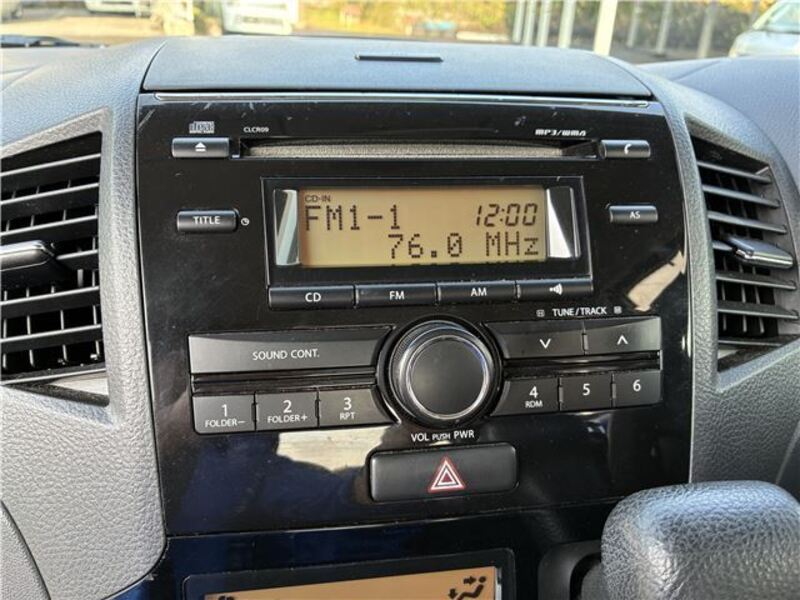 CLCR09
MP3/WMA
TITLE
AS
CD-IN
FM1-1 12:00
76.0 MHz
CD FM AM
TUNE/TRACK
SOUND CONT.
1 2 3 4 5 6
FOLDER− FOLDER+ RPT RDM
VOL PUSH PWR